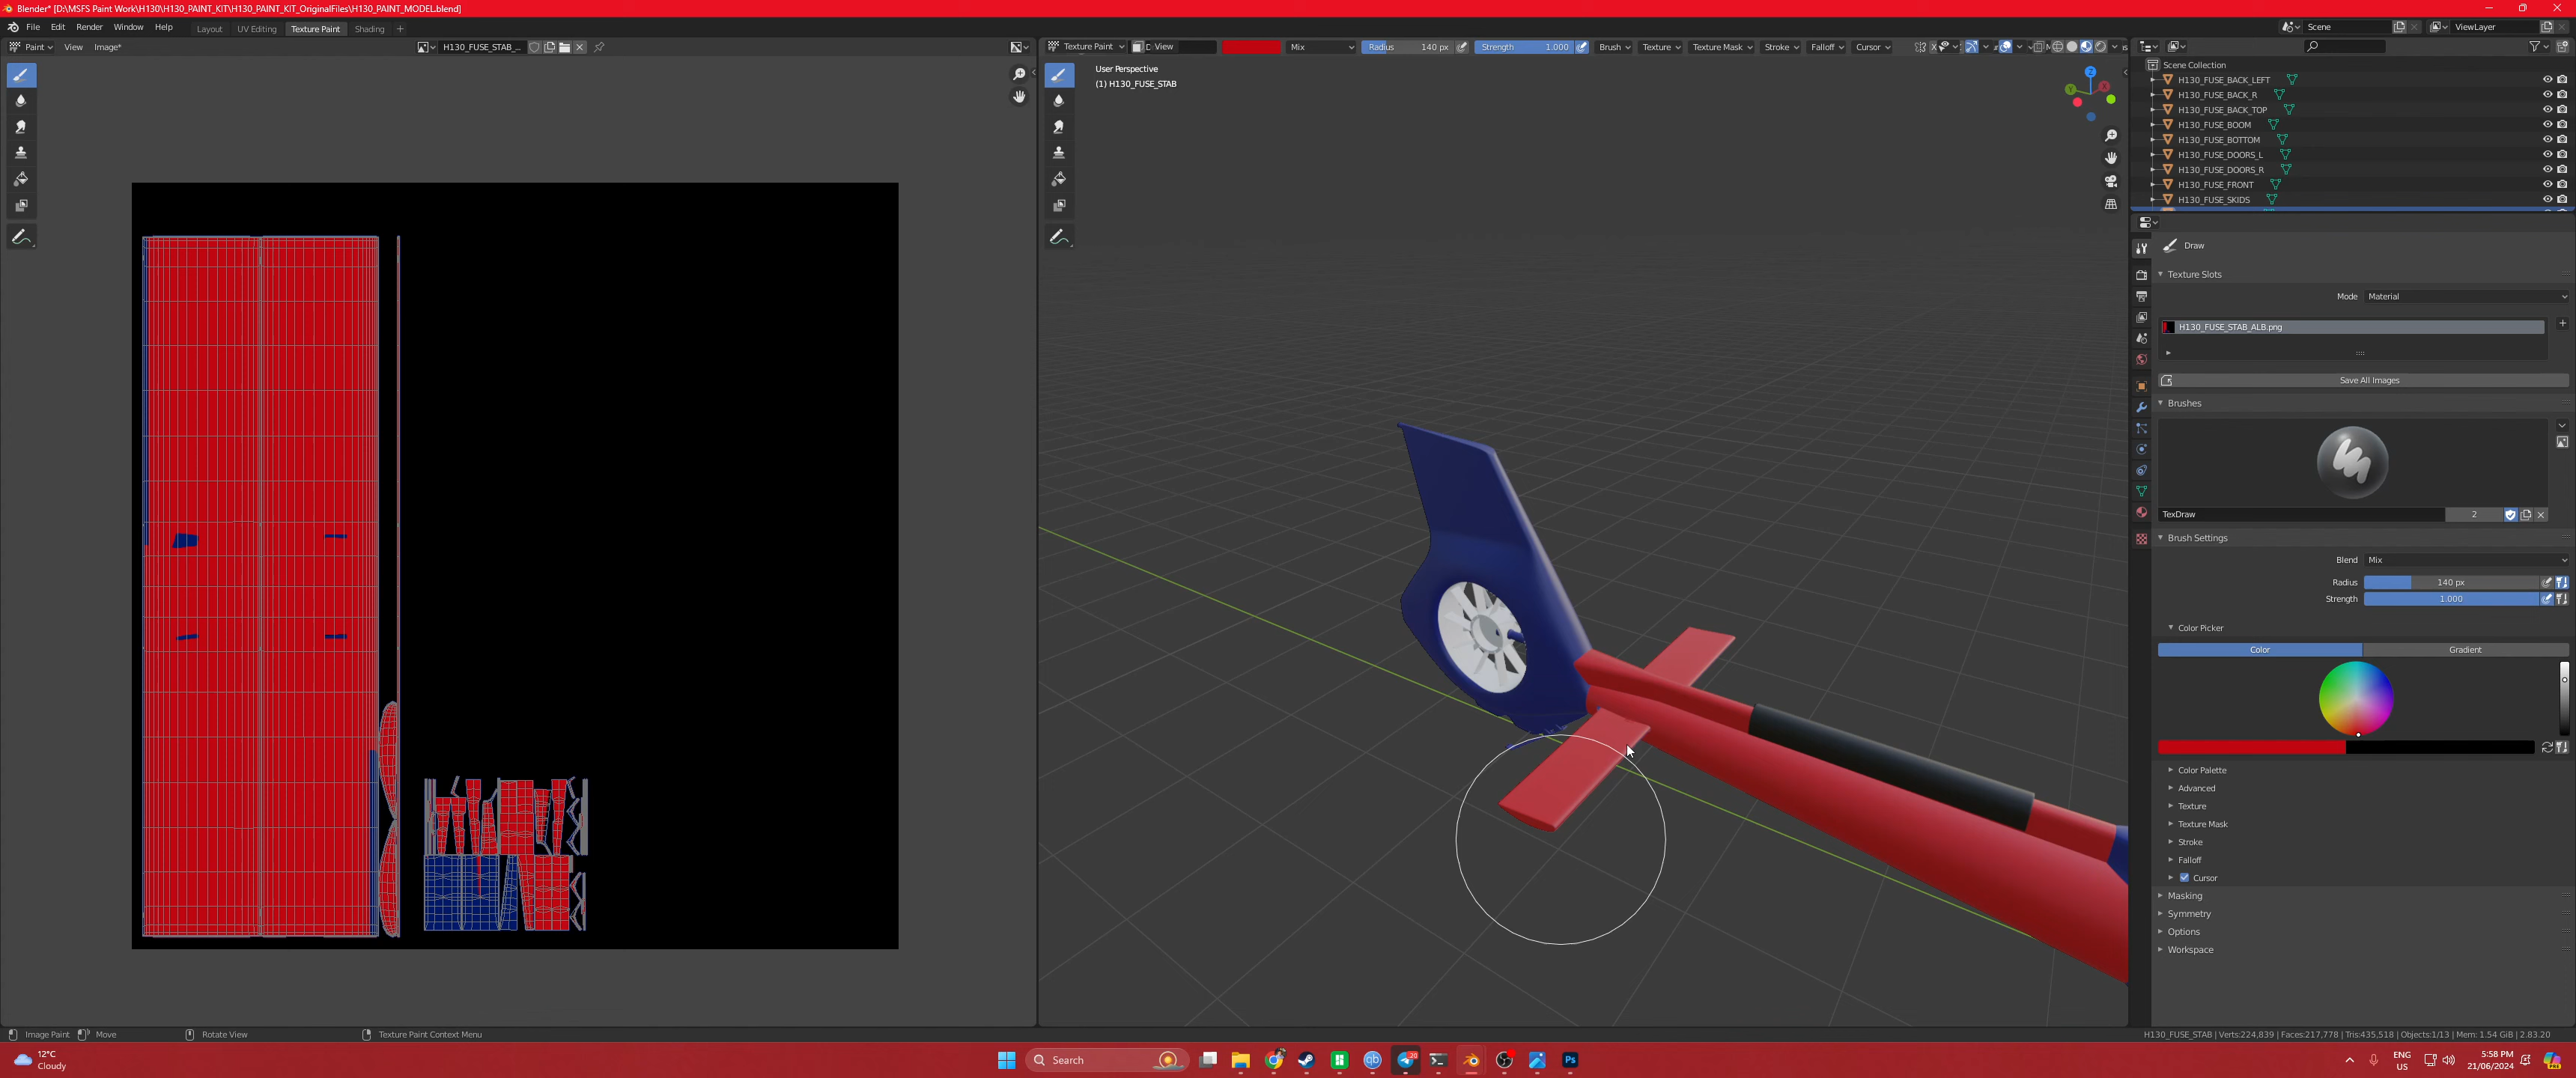 Blender* [D:\MSFS Paint Work\H130\H130_PAINT_KIT\H130_PAINT_KIT_OriginalFiles\H130_PAINT_MODEL.blend]
File Edit Render Window Help Layout UV Editing Texture Paint Shading + Scene ViewLayer
Paint View Image* H130_FUSE_STAB_... Texture Paint View Mix Radius 140 px Strength 1.000 Brush Texture Texture Mask Stroke Falloff Cursor
User Perspective
(1) H130_FUSE_STAB
Scene Collection
H130_FUSE_BACK_LEFT
H130_FUSE_BACK_R
H130_FUSE_BACK_TOP
H130_FUSE_BOOM
H130_FUSE_BOTTOM
H130_FUSE_DOORS_L
H130_FUSE_DOORS_R
H130_FUSE_FRONT
H130_FUSE_SKIDS
Draw
Texture Slots
Mode Material
H130_FUSE_STAB_ALB.png
Save All Images
Brushes
TexDraw 2
Brush Settings
Blend Mix
Radius 140 px
Strength 1.000
Color Picker
Color Gradient
Color Palette
Advanced
Texture
Texture Mask
Stroke
Falloff
Cursor
Masking
Symmetry
Options
Workspace
Image Paint Move Rotate View Texture Paint Context Menu
H130_FUSE_STAB | Verts:224,839 | Faces:217,778 | Tris:435,518 | Objects:1/13 | Mem: 1.54 GiB | 2.83.20
12°C
Cloudy
Search
ENG
US
5:58 PM
21/06/2024